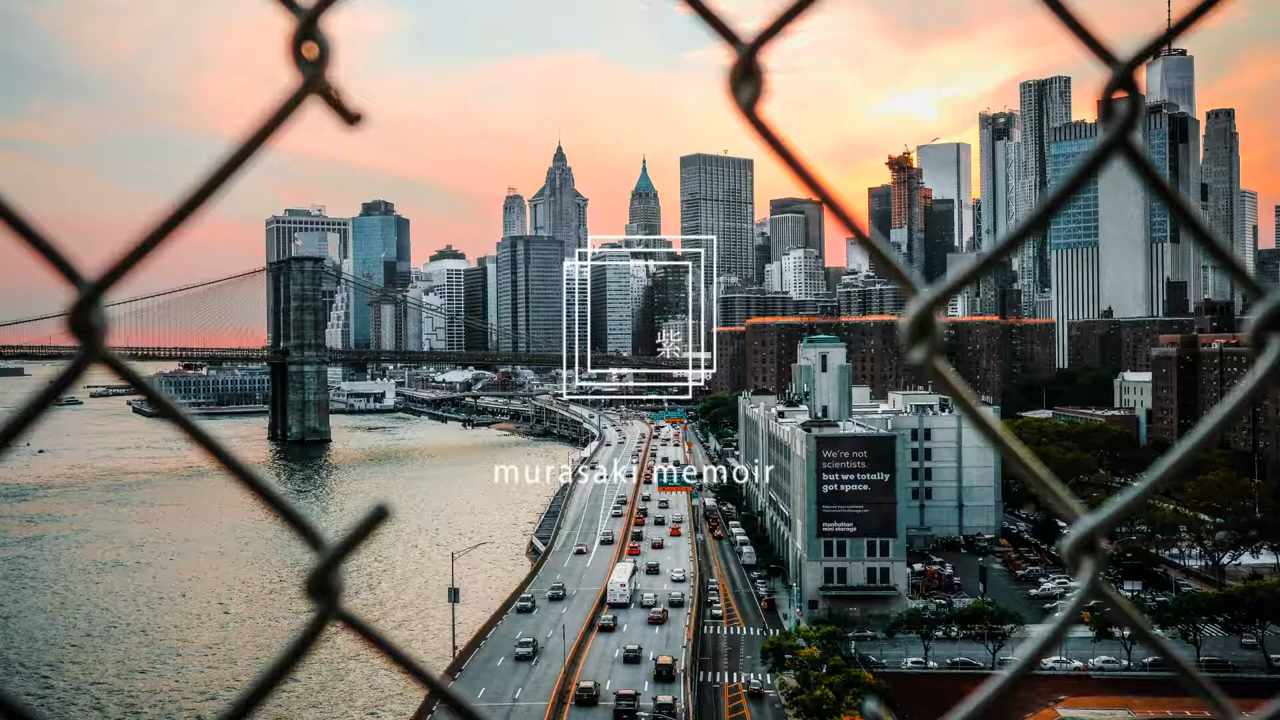 紫
murasaki memoir
We're not
scientists,
but we totally
got space.
manhattan
mini storage